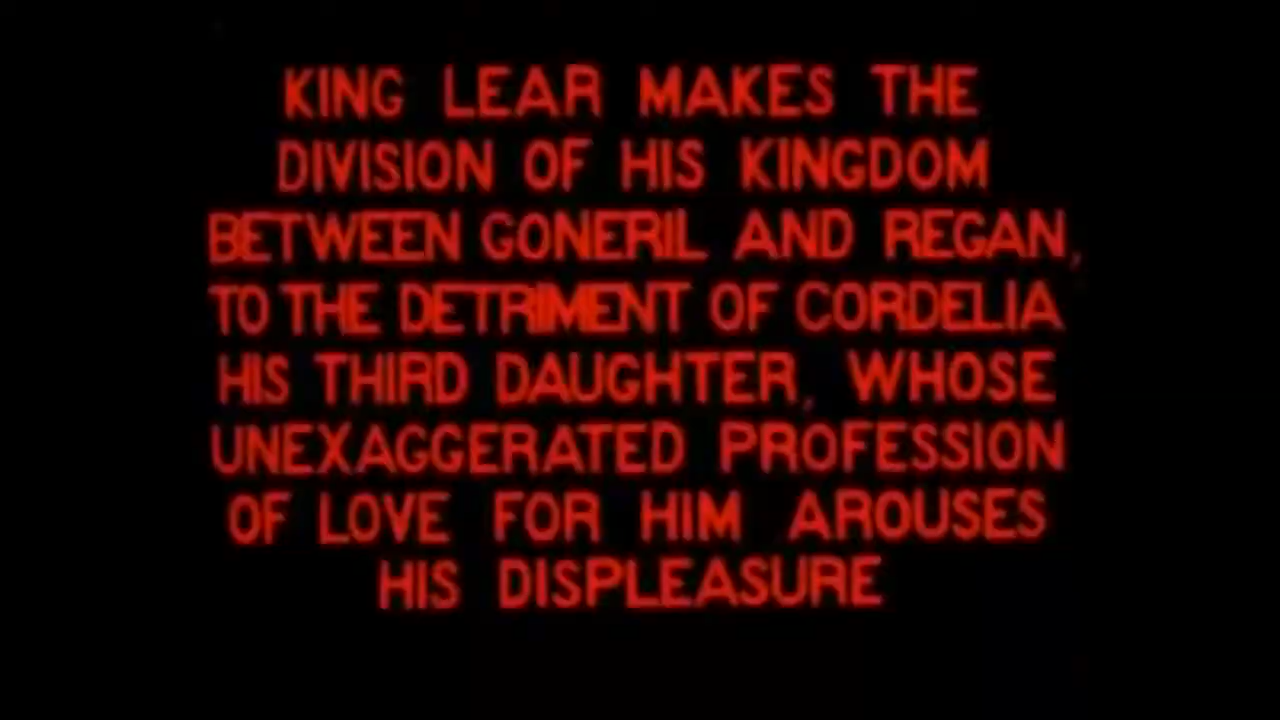 KING LEAR MAKES THE
DIVISION OF HIS KINGDOM
BETWEEN GONERIL AND REGAN,
TO THE DETRIMENT OF CORDELIA
HIS THIRD DAUGHTER, WHOSE
UNEXAGGERATED PROFESSION
OF LOVE FOR HIM AROUSES
HIS DISPLEASURE